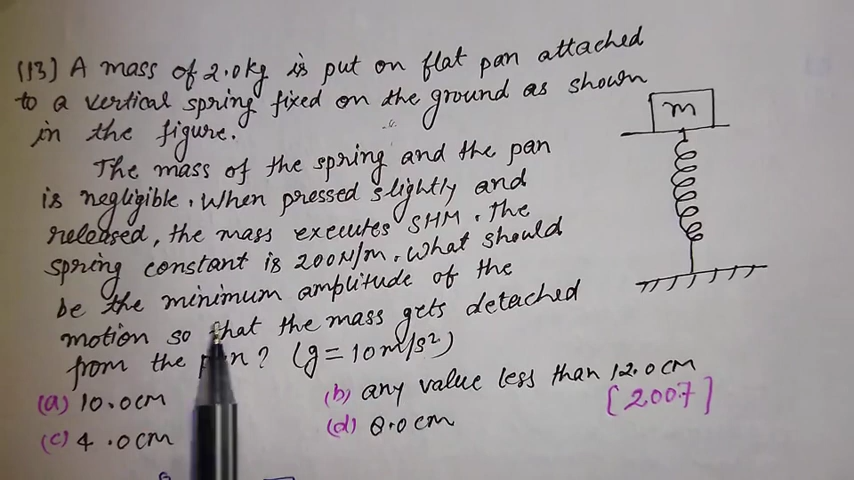 (13) A mass of 2.0kg is put on flat pan attached
to a vertical spring fixed on the ground as shown
in the figure.
The mass of the spring and the pan
is negligible. When pressed slightly and
released, the mass executes SHM. The
spring constant is 200N/m. What should
be the minimum amplitude of the
motion so that the mass gets detached
from the pan? (g=10m/s²)
(a) 10.0cm
(b) any value less than 12.0cm
[2007]
(c) 4.0cm
(d) 8.0cm
m